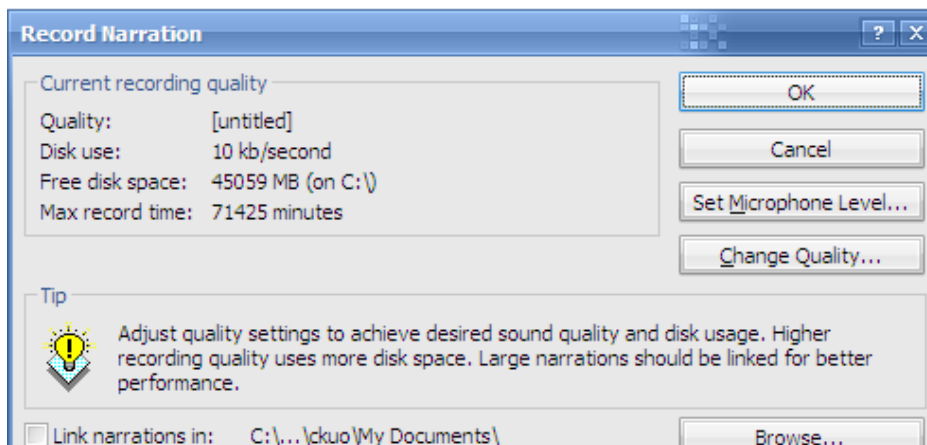 Record Narration
Current recording quality
Quality: [untitled]
Disk use: 10 kb/second
Free disk space: 45059 MB (on C:\)
Max record time: 71425 minutes
OK
Cancel
Set Microphone Level...
Change Quality...
Tip
Adjust quality settings to achieve desired sound quality and disk usage. Higher
recording quality uses more disk space. Large narrations should be linked for better
performance.
Link narrations in: C:\...\ckuo\My Documents\
Browse...